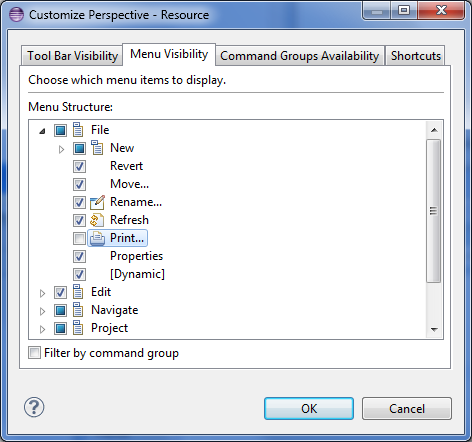 Customize Perspective - Resource
Tool Bar Visibility Menu Visibility Command Groups Availability Shortcuts
Choose which menu items to display.
Menu Structure:
File
New
Revert
Move...
Rename...
Refresh
Print...
Properties
[Dynamic]
Edit
Navigate
Project
Filter by command group
? OK Cancel